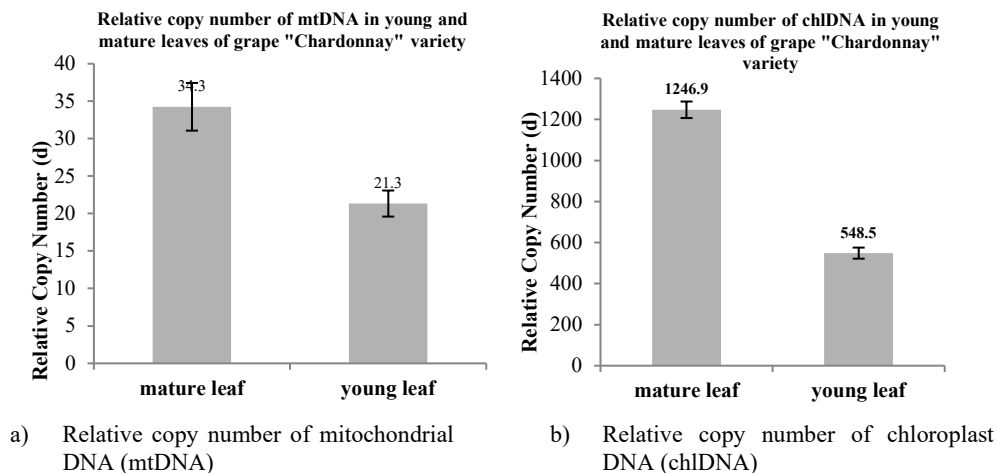 Relative copy number of mtDNA in young and
mature leaves of grape "Chardonnay" variety
40
35
30
25
20
15
10
5
0
Relative Copy Number (d)
34.3
21.3
mature leaf
young leaf
a) Relative copy number of mitochondrial
DNA (mtDNA)
Relative copy number of chlDNA in young
and mature leaves of grape "Chardonnay"
variety
1400
1200
1000
800
600
400
200
0
Relative Copy Number (d)
1246.9
548.5
mature leaf
young leaf
b) Relative copy number of chloroplast
DNA (chlDNA)